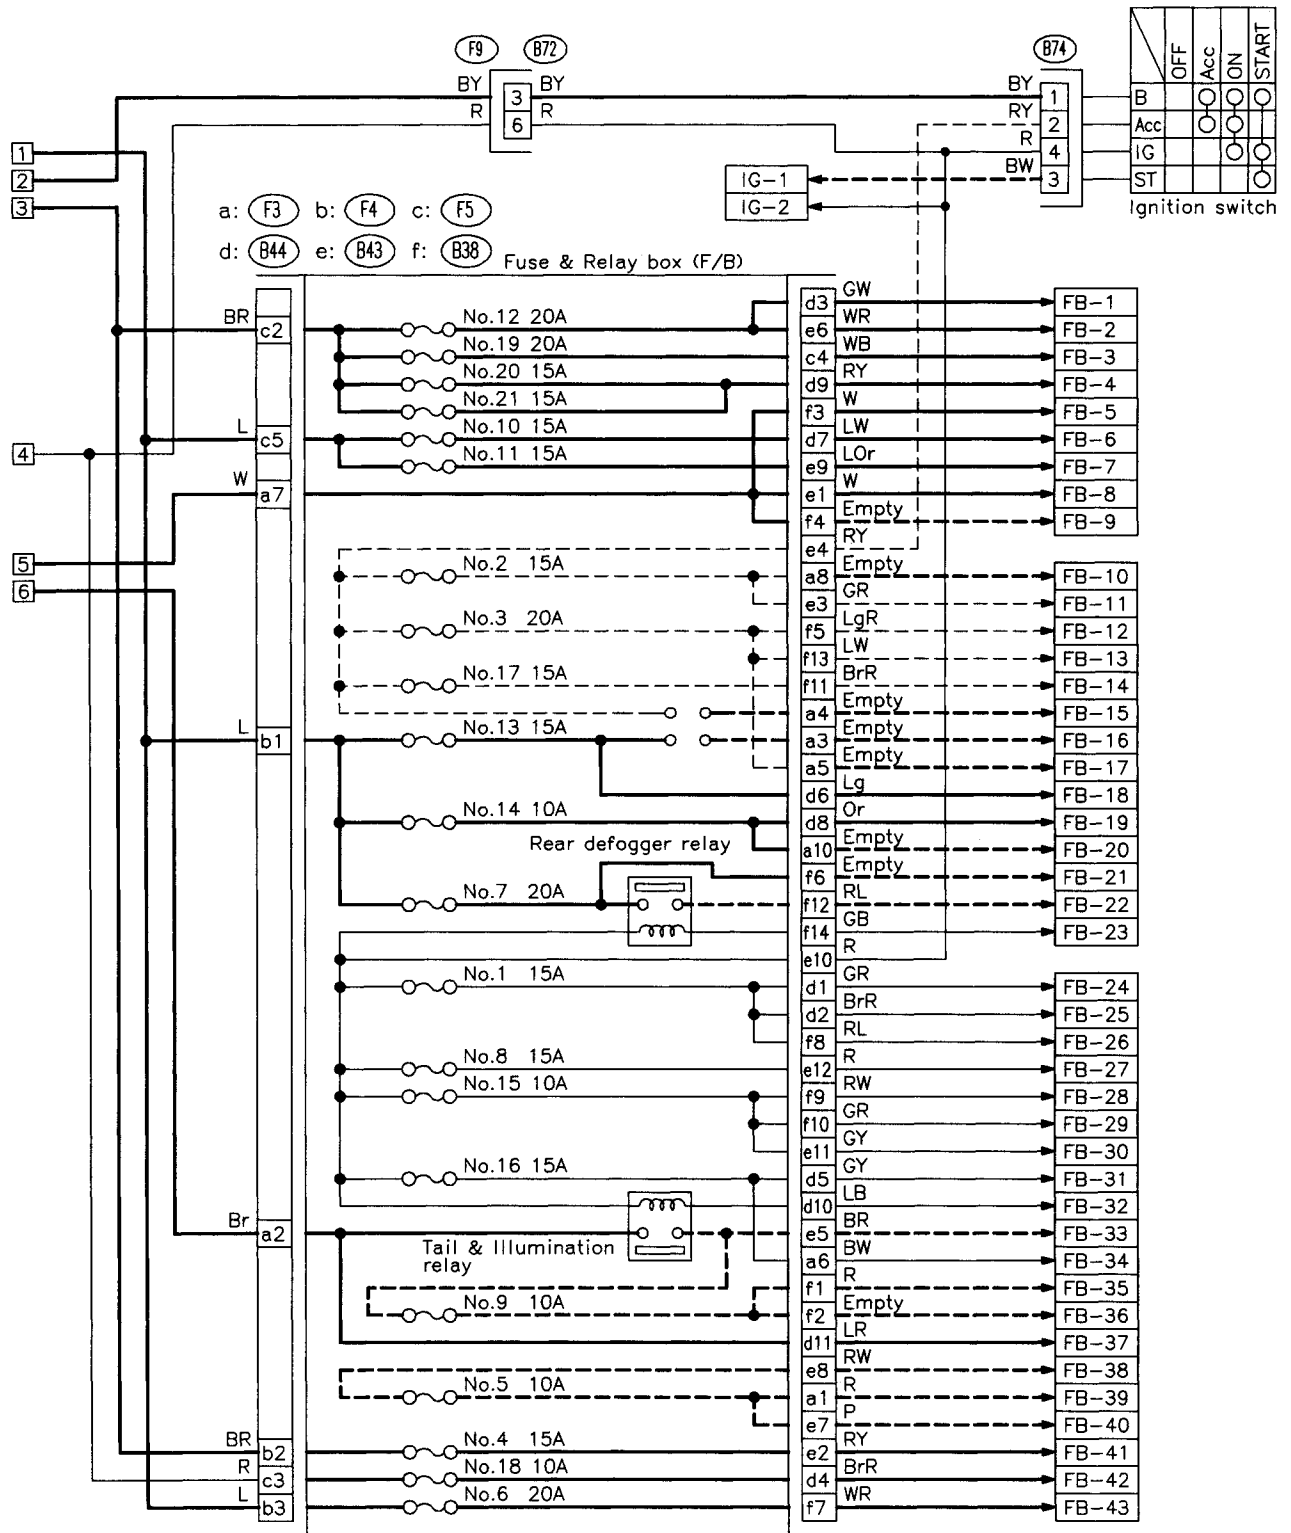 F9 B72 B74
OFF Acc ON START
BY 3 BY BY 1 B
R 6 R RY 2 Acc
R 4 IG
BW 3 ST
Ignition switch
1
2
3
IG-1
IG-2
a: F3 b: F4 c: F5
d: B44 e: B43 f: B38
Fuse & Relay box (F/B)
d3 GW FB-1
BR c2 No.12 20A e6 WR FB-2
No.19 20A c4 WB FB-3
No.20 15A d9 RY FB-4
No.21 15A f3 W FB-5
L c5 No.10 15A d7 LW FB-6
4 No.11 15A e9 LOr FB-7
W a7 e1 W FB-8
f4 Empty FB-9
e4 RY
5
No.2 15A a8 Empty FB-10
6
e3 GR FB-11
No.3 20A f5 LgR FB-12
f13 LW FB-13
No.17 15A f11 BrR FB-14
a4 Empty FB-15
L b1 No.13 15A a3 Empty FB-16
a5 Empty FB-17
d6 Lg FB-18
No.14 10A d8 Or FB-19
Rear defogger relay a10 Empty FB-20
f6 Empty FB-21
No.7 20A f12 RL FB-22
f14 GB FB-23
e10 R
No.1 15A d1 GR FB-24
d2 BrR FB-25
f8 RL FB-26
No.8 15A e12 R FB-27
No.15 10A f9 RW FB-28
f10 GR FB-29
e11 GY FB-30
No.16 15A d5 GY FB-31
d10 LB FB-32
Br a2 e5 BR FB-33
Tail & Illumination
relay
a6 BW FB-34
f1 R FB-35
No.9 10A f2 Empty FB-36
d11 LR FB-37
e8 RW FB-38
No.5 10A a1 R FB-39
e7 P FB-40
BR b2 No.4 15A e2 RY FB-41
R c3 No.18 10A d4 BrR FB-42
L b3 No.6 20A f7 WR FB-43